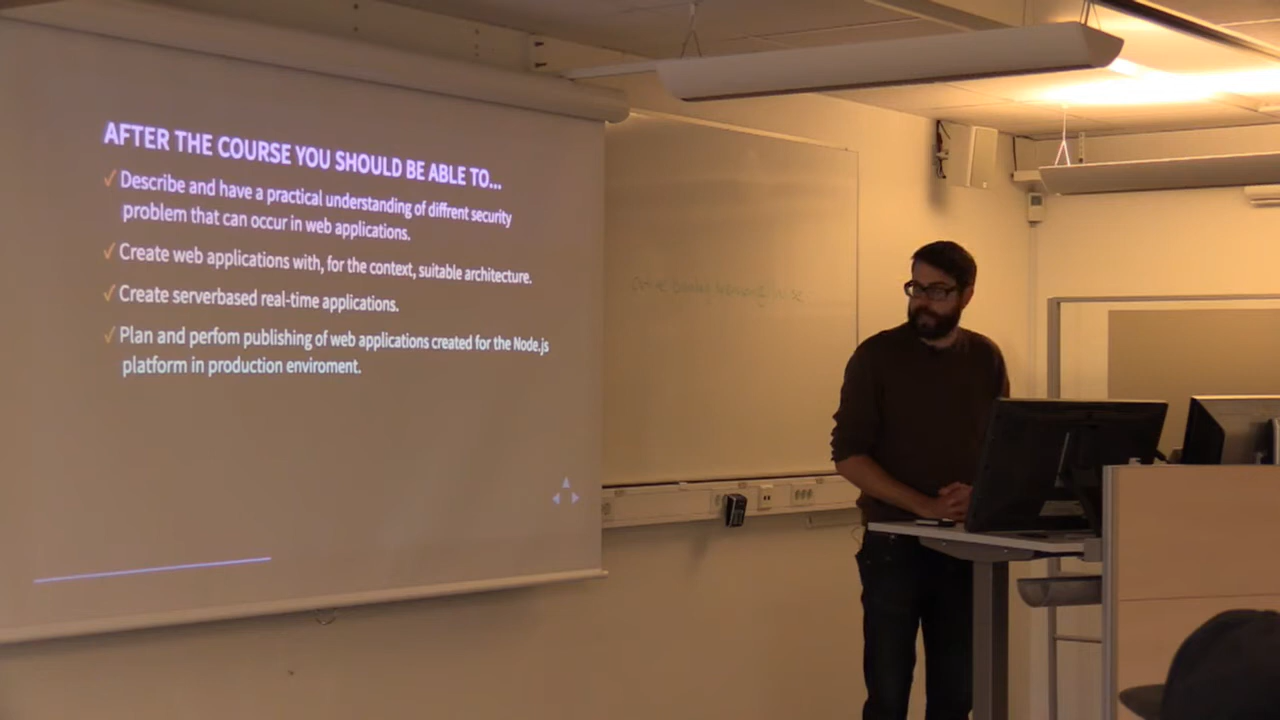 AFTER THE COURSE YOU SHOULD BE ABLE TO...
✓ Describe and have a practical understanding of diffrent security
problem that can occur in web applications.
✓ Create web applications with, for the context, suitable architecture.
✓ Create serverbased real-time applications.
✓ Plan and perfom publishing of web applications created for the Node.js
platform in production enviroment.